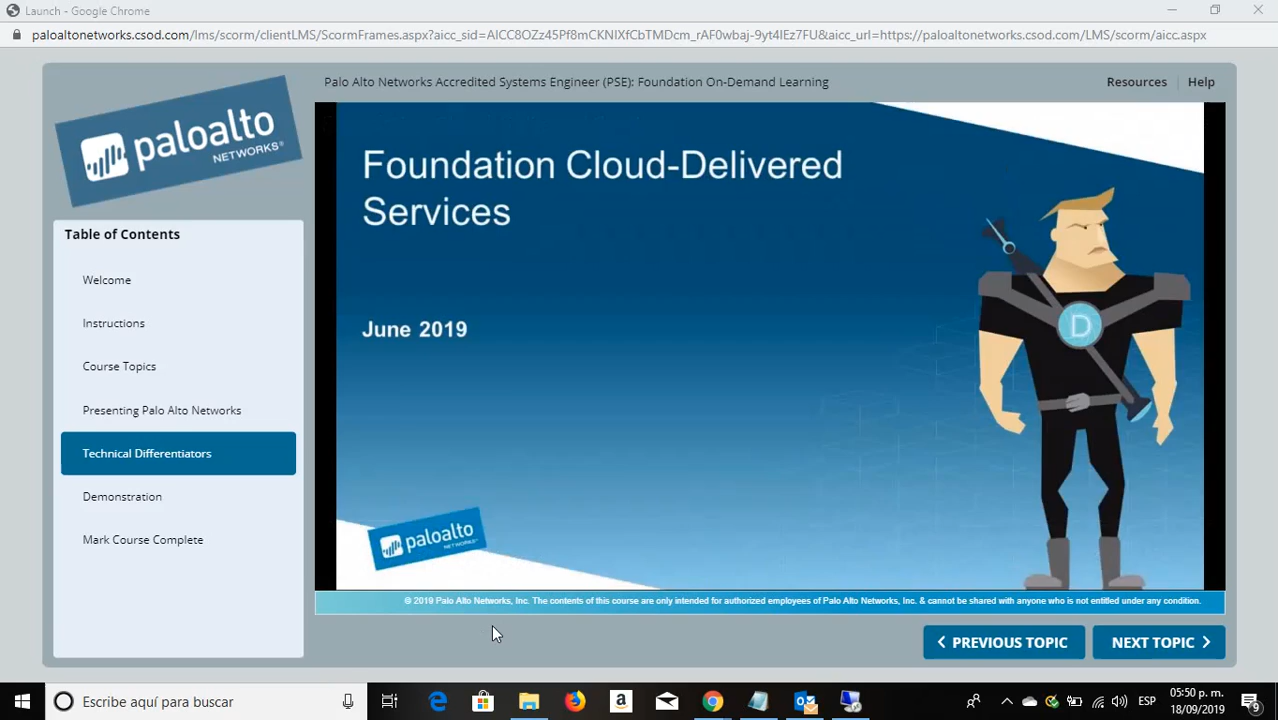 Launch - Google Chrome
paloaltonetworks.csod.com/lms/scorm/clientLMS/ScormFrames.aspx?aicc_sid=AICC8OZz45Pf8mCKNIXfCbTMDcm_rAF0wbaj-9yt4IEz7FU&aicc_url=https://paloaltonetworks.csod.com/LMS/scorm/aicc.aspx
paloalto
NETWORKS®
Palo Alto Networks Accredited Systems Engineer (PSE): Foundation On-Demand Learning
Resources | Help
Table of Contents
Welcome
Instructions
Course Topics
Presenting Palo Alto Networks
Technical Differentiators
Demonstration
Mark Course Complete
Foundation Cloud-Delivered
Services
June 2019
D
paloalto
NETWORKS
© 2019 Palo Alto Networks, Inc. The contents of this course are only intended for authorized employees of Palo Alto Networks, Inc. & cannot be shared with anyone who is not entitled under any condition.
PREVIOUS TOPIC
NEXT TOPIC
Escribe aquí para buscar
ESP
05:50 p. m.
18/09/2019
9